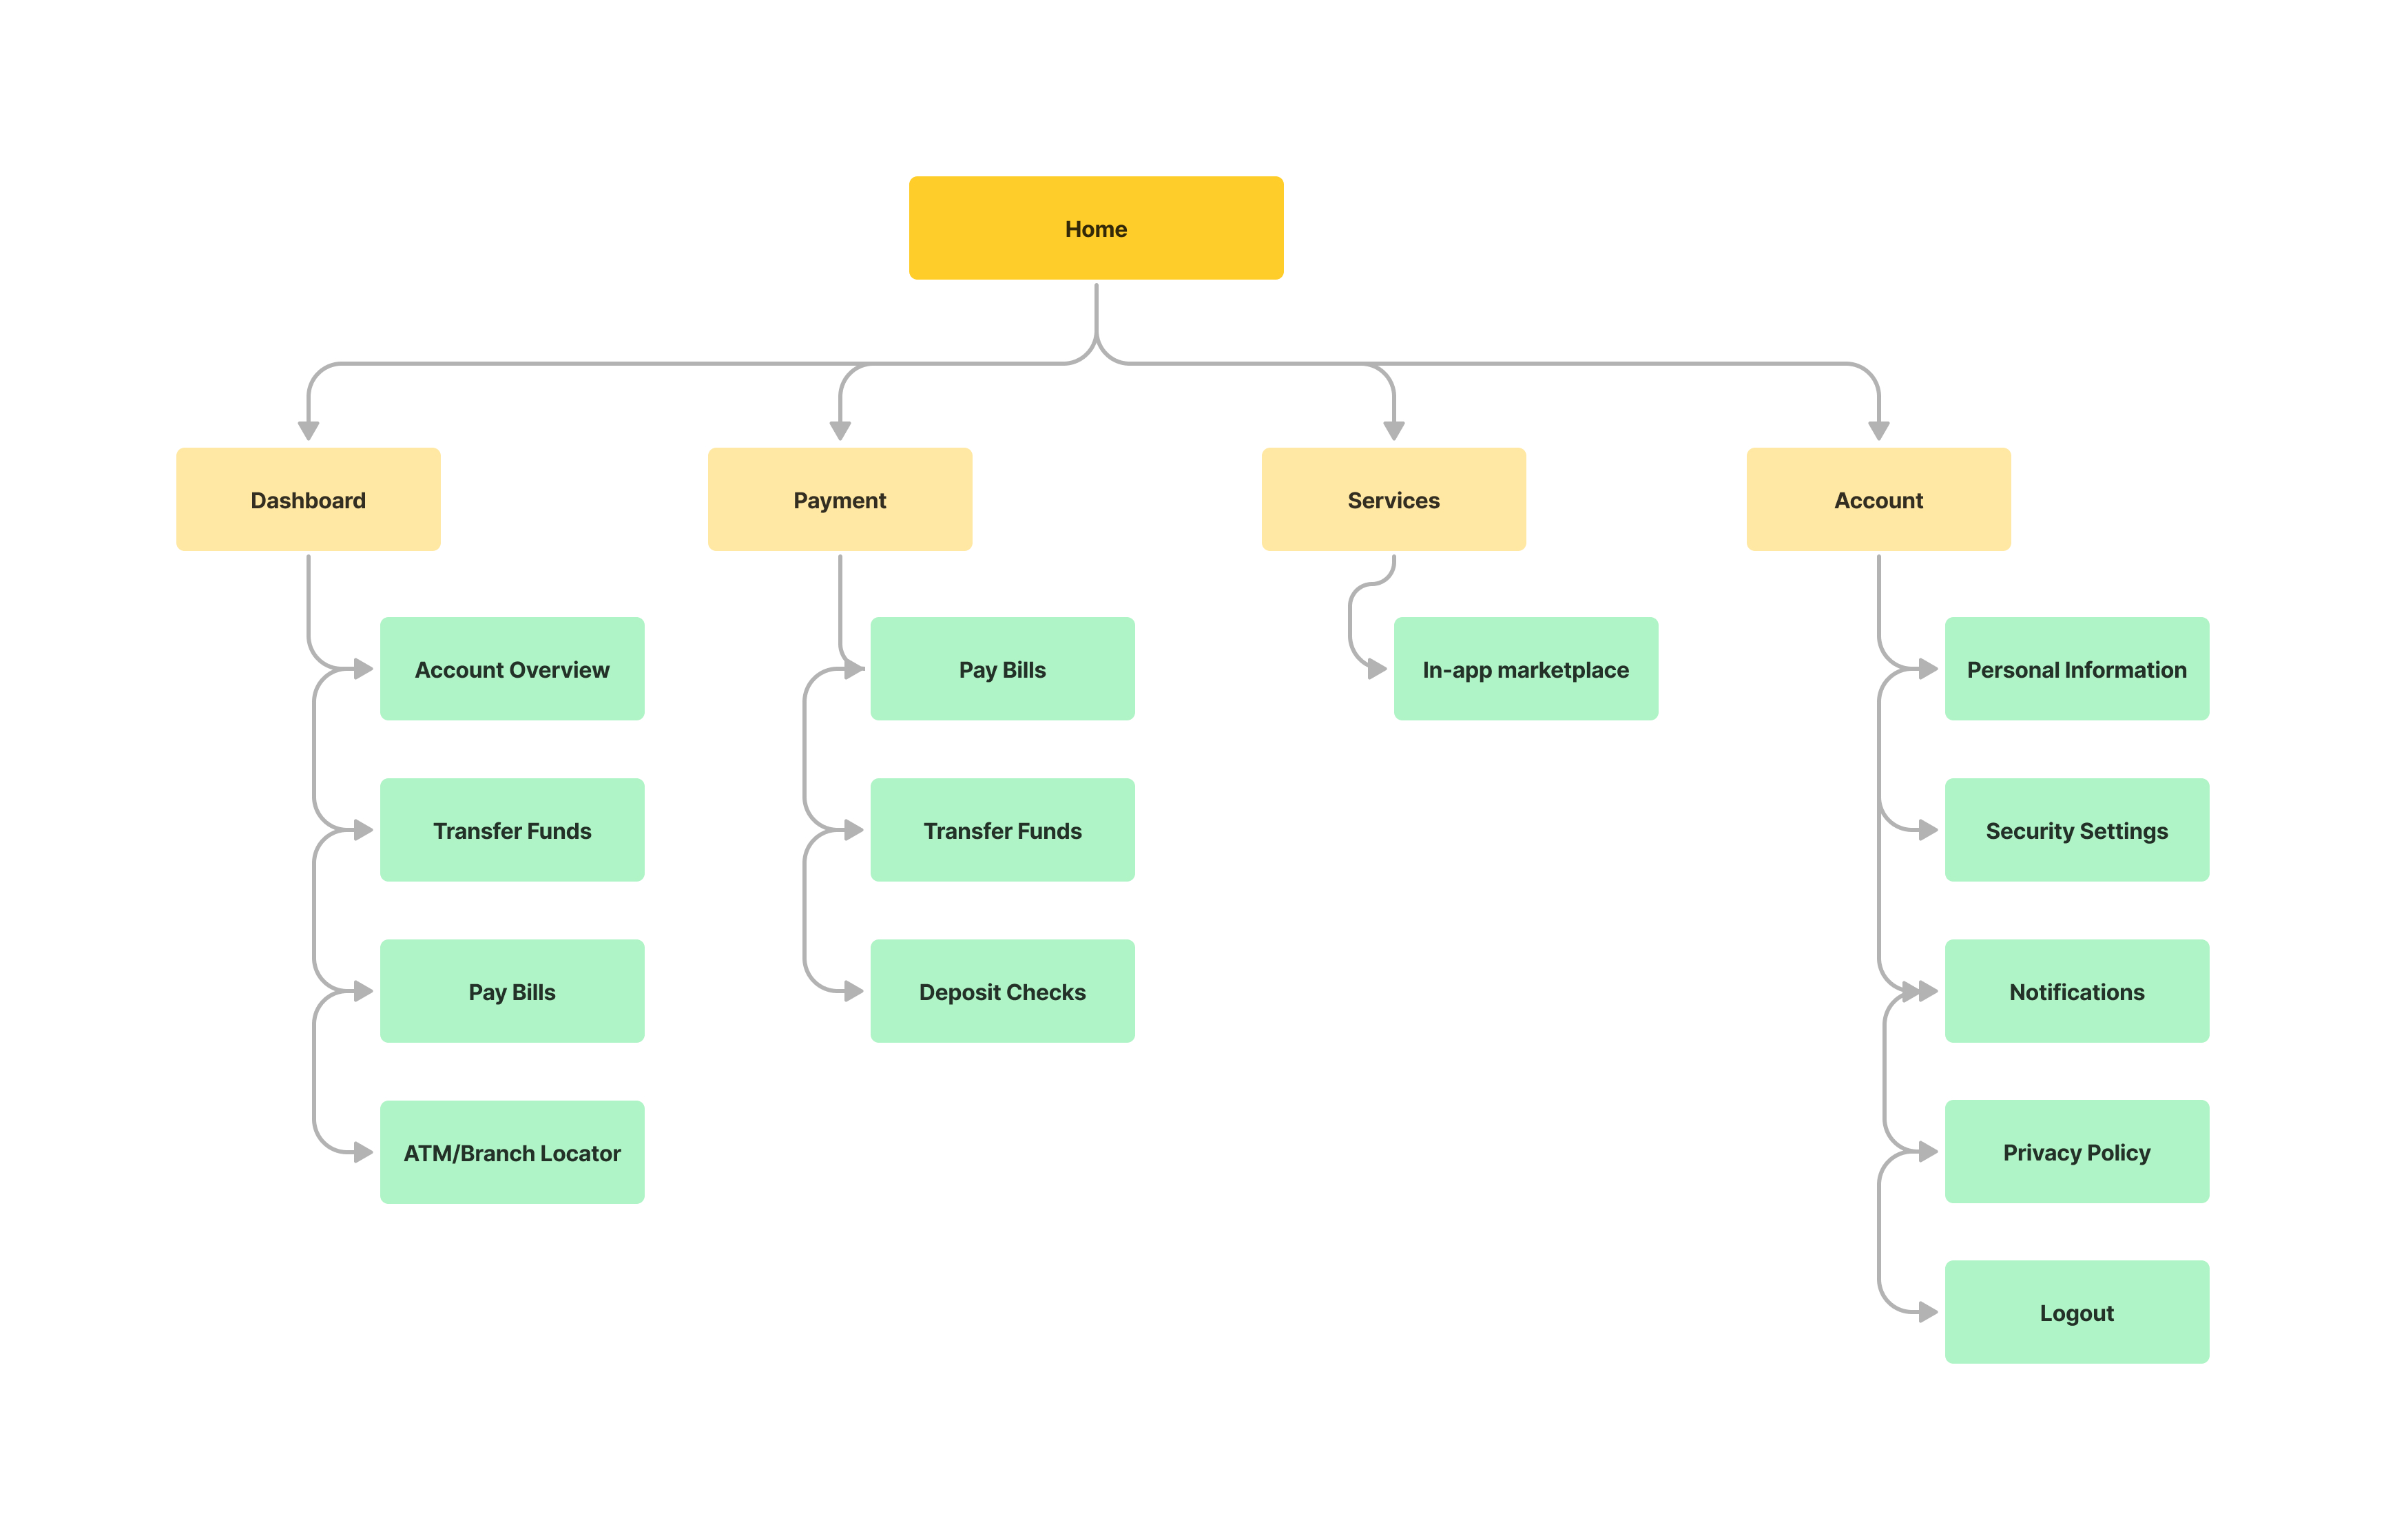 Home
Dashboard
Payment
Services
Account
Account Overview
Pay Bills
In-app marketplace
Personal Information
Transfer Funds
Transfer Funds
Security Settings
Pay Bills
Deposit Checks
Notifications
ATM/Branch Locator
Privacy Policy
Logout